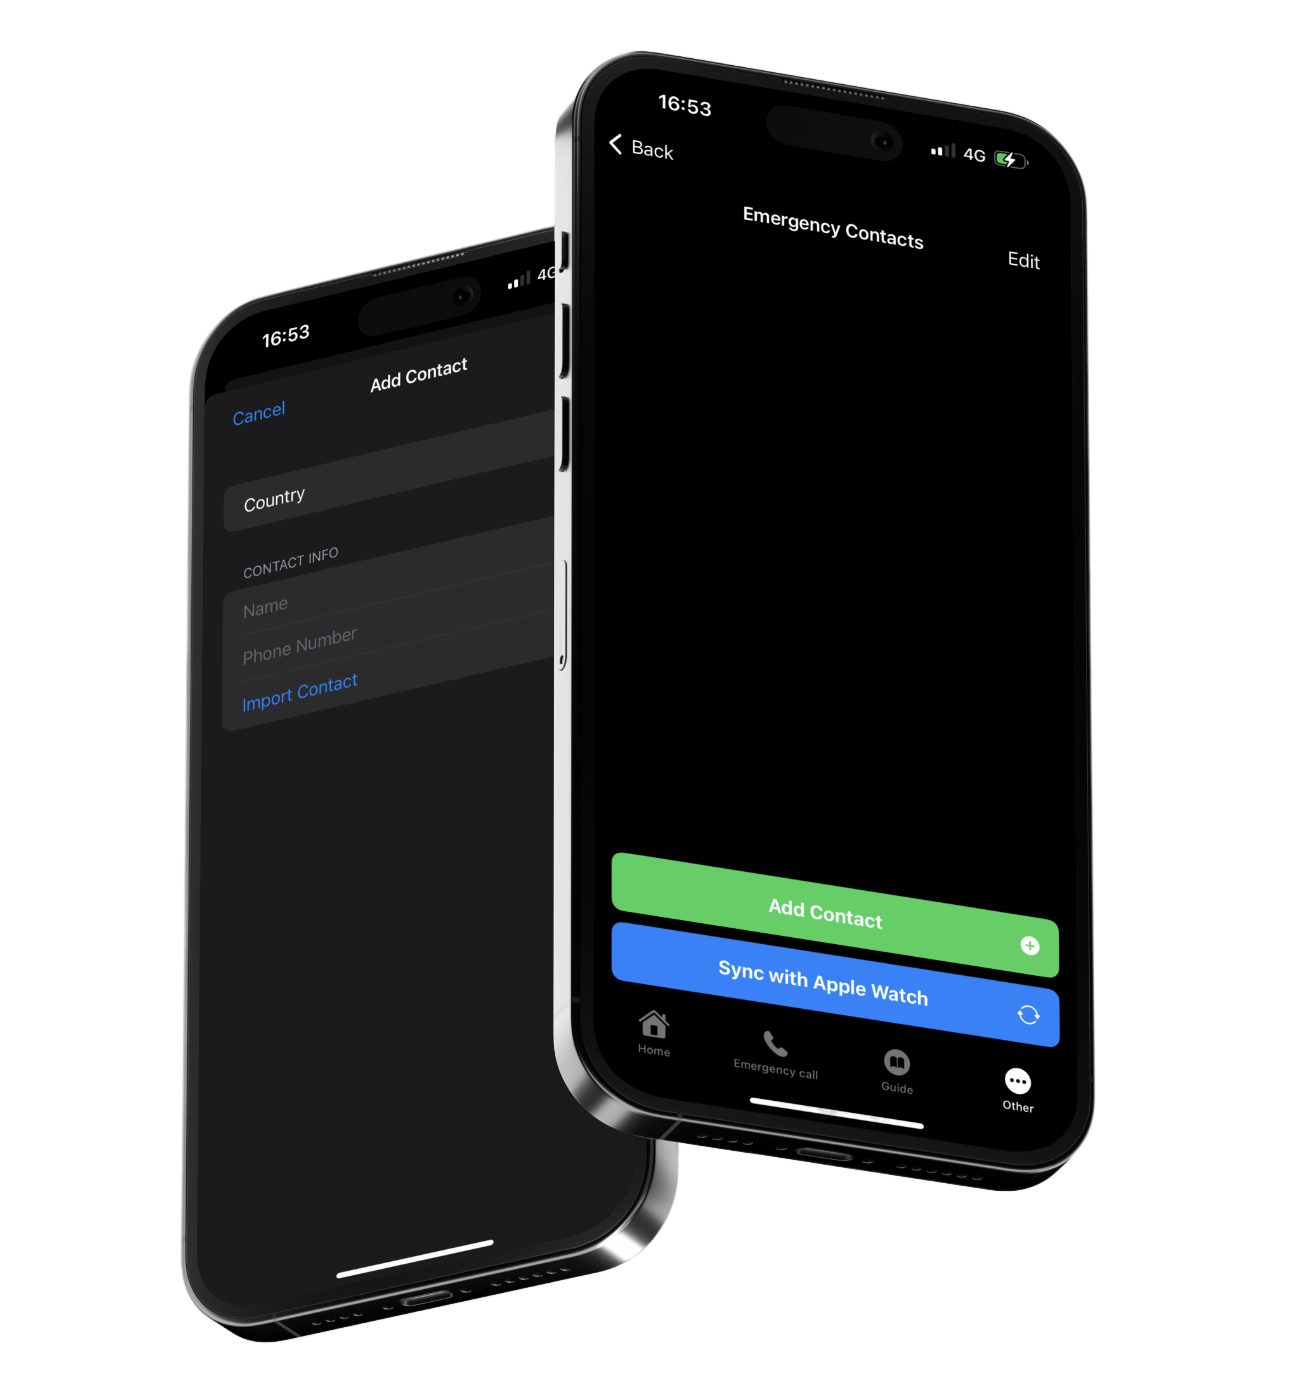 16:53
4G
Add Contact
Cancel
Country
CONTACT INFO
Name
Phone Number
Import Contact
16:53
4G
Back
Emergency Contacts
Edit
Add Contact
Sync with Apple Watch
Home
Emergency call
Guide
Other